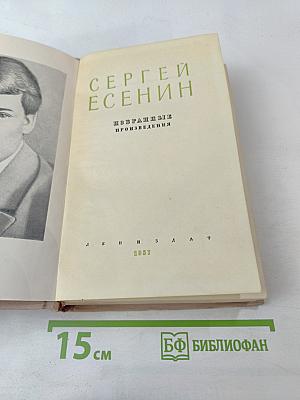 СЕРГЕЙ
ЕСЕНИН
ИЗБРАННЫЕ
ПРОИЗВЕДЕНИЯ
ЛЕНИЗДАТ
1957
15 см
БФ БИБЛИОФАН